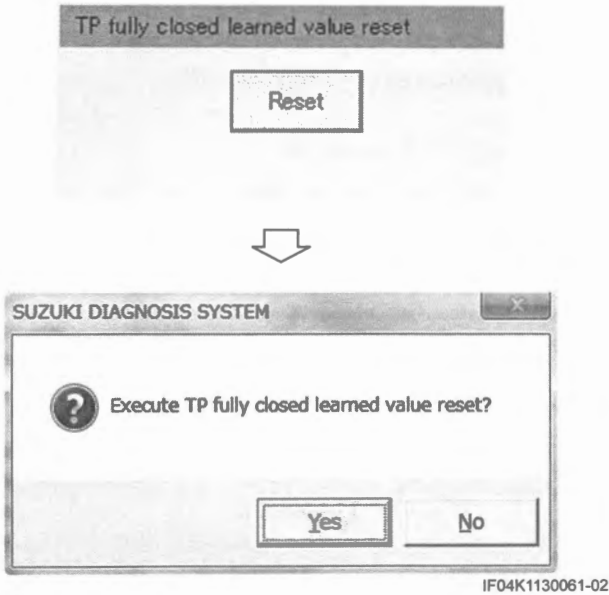 TP fully closed learned value reset
Reset
SUZUKI DIAGNOSIS SYSTEM
Execute TP fully closed learned value reset?
Yes
No
IF04K1130061-02